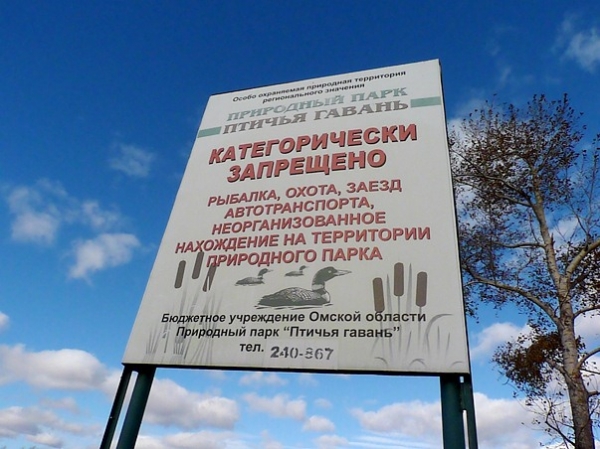 Особо охраняемая природная территория
регионального значения
ПРИРОДНЫЙ ПАРК
ПТИЧЬЯ ГАВАНЬ
КАТЕГОРИЧЕСКИ
ЗАПРЕЩЕНО
РЫБАЛКА, ОХОТА, ЗАЕЗД
АВТОТРАНСПОРТА,
НЕОРГАНИЗОВАННОЕ
НАХОЖДЕНИЕ НА ТЕРРИТОРИИ
ПРИРОДНОГО ПАРКА
Бюджетное учреждение Омской области
Природный парк "Птичья гавань"
тел. 240-867